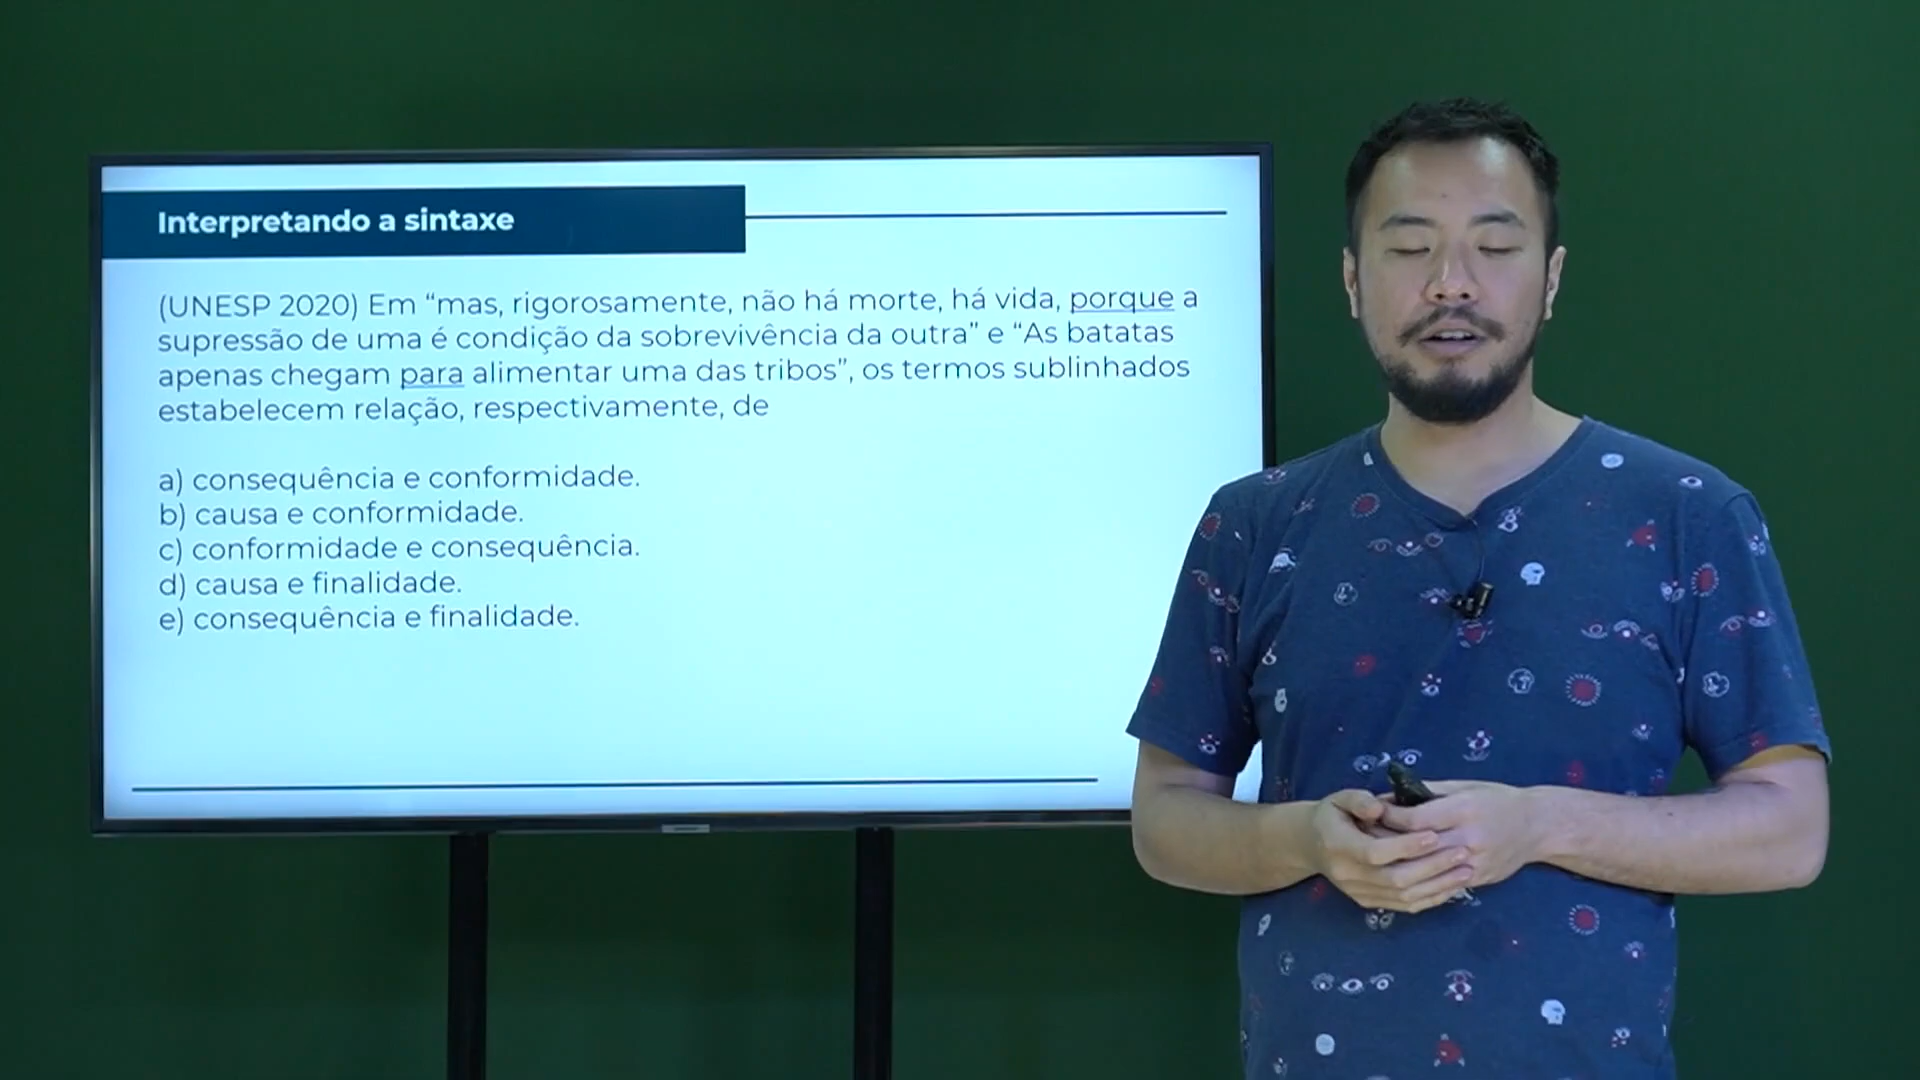 Interpretando a sintaxe
(UNESP 2020) Em “mas, rigorosamente, não há morte, há vida, porque a
supressão de uma é condição da sobrevivência da outra” e “As batatas
apenas chegam para alimentar uma das tribos”, os termos sublinhados
estabelecem relação, respectivamente, de
a) consequência e conformidade.
b) causa e conformidade.
c) conformidade e consequência.
d) causa e finalidade.
e) consequência e finalidade.